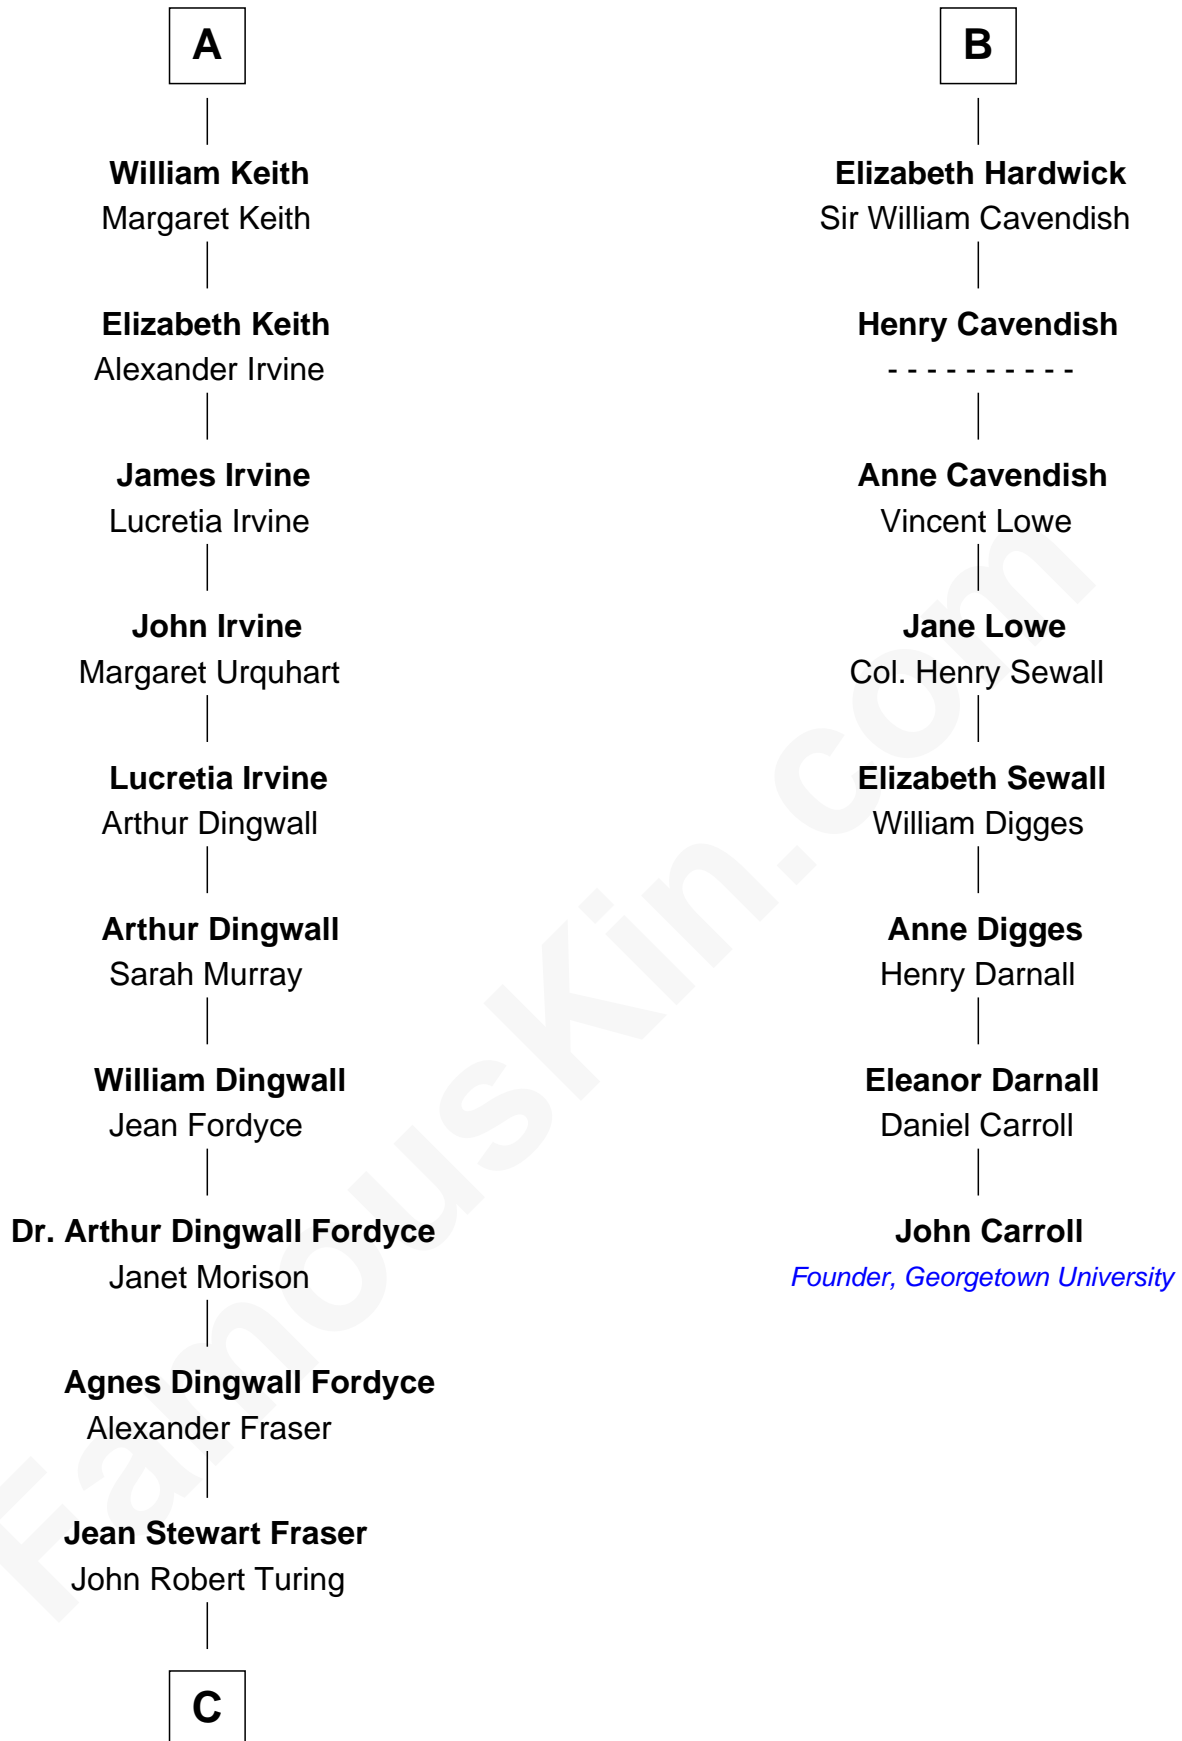 A
William Keith
Margaret Keith
Elizabeth Keith
Alexander Irvine
James Irvine
Lucretia Irvine
John Irvine
Margaret Urquhart
Lucretia Irvine
Arthur Dingwall
Arthur Dingwall
Sarah Murray
William Dingwall
Jean Fordyce
Dr. Arthur Dingwall Fordyce
Janet Morison
Agnes Dingwall Fordyce
Alexander Fraser
Jean Stewart Fraser
John Robert Turing
C
B
Elizabeth Hardwick
Sir William Cavendish
Henry Cavendish
- - - - - - - - - -
Anne Cavendish
Vincent Lowe
Jane Lowe
Col. Henry Sewall
Elizabeth Sewall
William Digges
Anne Digges
Henry Darnall
Eleanor Darnall
Daniel Carroll
John Carroll
Founder, Georgetown University
FamousKin.com